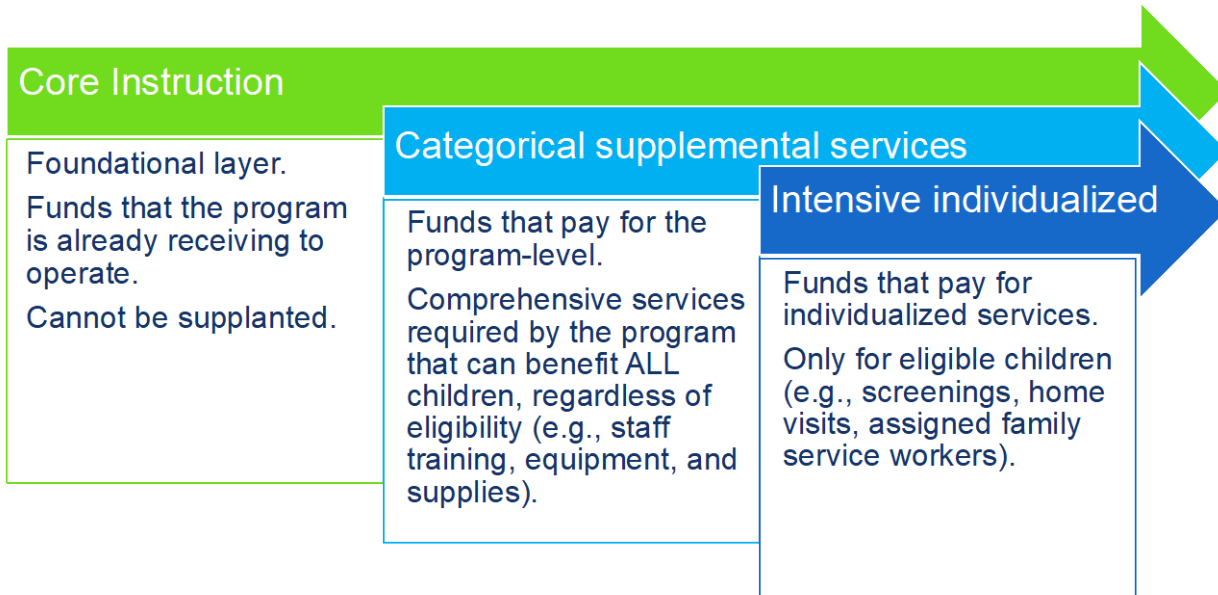 Core Instruction
Foundational layer.
Funds that the program
is already receiving to
operate.
Cannot be supplanted.
Categorical supplemental services
Funds that pay for the
program-level.
Comprehensive services
required by the program
that can benefit ALL
children, regardless of
eligibility (e.g., staff
training, equipment, and
supplies).
Intensive individualized
Funds that pay for
individualized services.
Only for eligible children
(e.g., screenings, home
visits, assigned family
service workers).